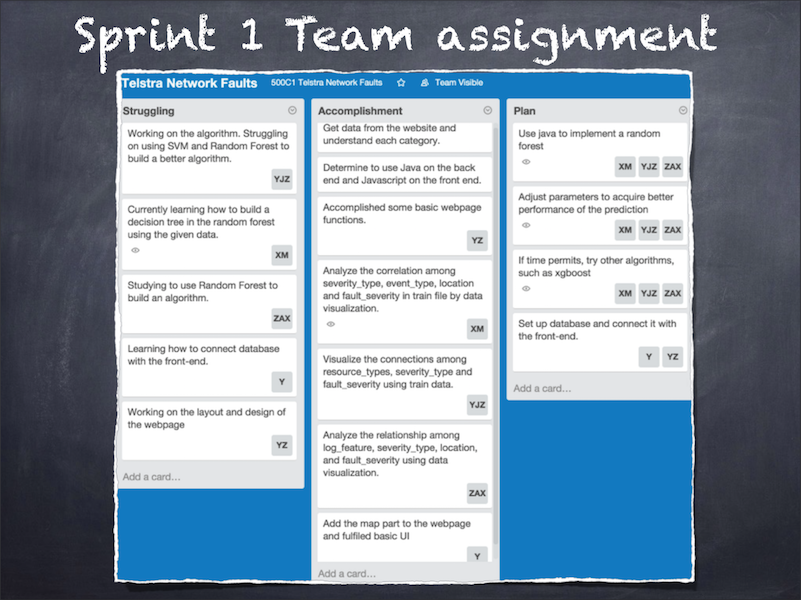 Sprint 1 Team assignment
Telstra Network Faults
500C1 Telstra Network Faults
Team Visible
Struggling
Working on the algorithm. Struggling
on using SVM and Random Forest to
build a better algorithm.
YJZ
Currently learning how to build a
decision tree in the random forest
using the given data.
XM
Studying to use Random Forest to
build an algorithm.
ZAX
Learning how to connect database
with the front-end.
Y
Working on the layout and design of
the webpage
YZ
Add a card...
Accomplishment
Get data from the website and
understand each category.
Determine to use Java on the back
end and Javascript on the front end.
Accomplished some basic webpage
functions.
YZ
Analyze the correlation among
severity_type, event_type, location
and fault_severity in train file by data
visualization.
XM
Visualize the connections among
resource_types, severity_type and
fault_severity using train data.
YJZ
Analyze the relationship among
log_feature, severity_type, location,
and fault_severity using data
visualization.
ZAX
Add the map part to the webpage
and fulfiled basic UI
Y
Add a card...
Plan
Use java to implement a random
forest
XM YJZ ZAX
Adjust parameters to acquire better
performance of the prediction
XM YJZ ZAX
If time permits, try other algorithms,
such as xgboost
XM YJZ ZAX
Set up database and connect it with
the front-end.
Y YZ
Add a card...